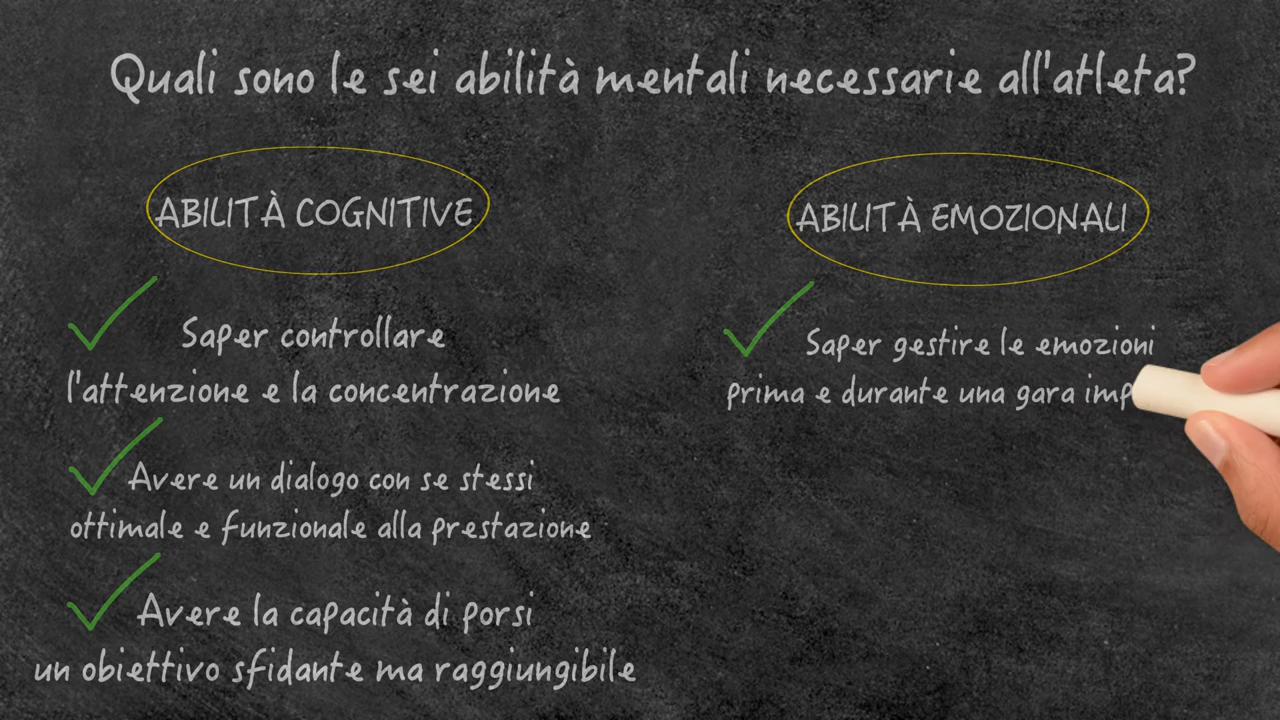 Quali sono le sei abilità mentali necessarie all'atleta?
ABILITÀ COGNITIVE
Saper controllare
l'attenzione e la concentrazione
Avere un dialogo con se stessi
ottimale e funzionale alla prestazione
Avere la capacità di porsi
un obiettivo sfidante ma raggiungibile
ABILITÀ EMOZIONALI
Saper gestire le emozioni
prima e durante una gara imp